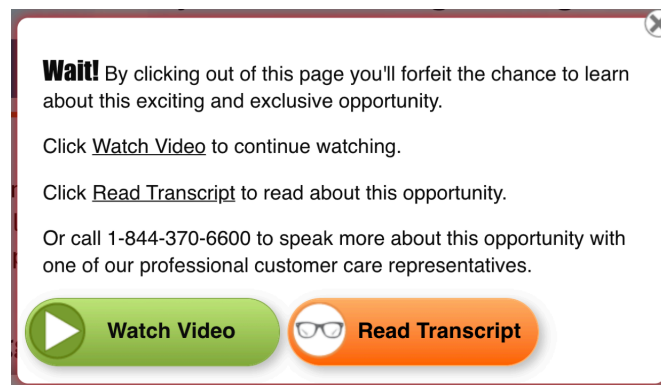 Wait! By clicking out of this page you'll forfeit the chance to learn
about this exciting and exclusive opportunity.
Click Watch Video to continue watching.
Click Read Transcript to read about this opportunity.
Or call 1-844-370-6600 to speak more about this opportunity with
one of our professional customer care representatives.
Watch Video
Read Transcript